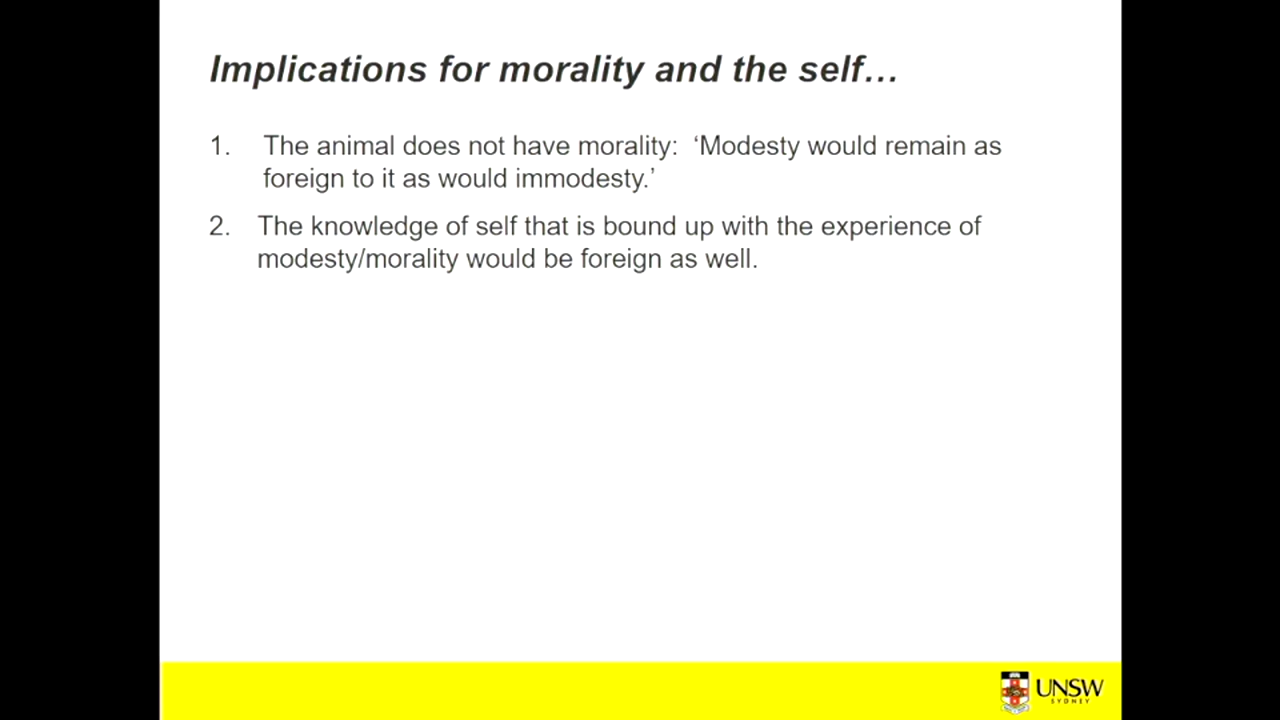 Implications for morality and the self…
1. The animal does not have morality: ‘Modesty would remain as
foreign to it as would immodesty.’
2. The knowledge of self that is bound up with the experience of
modesty/morality would be foreign as well.
UNSW
SYDNEY